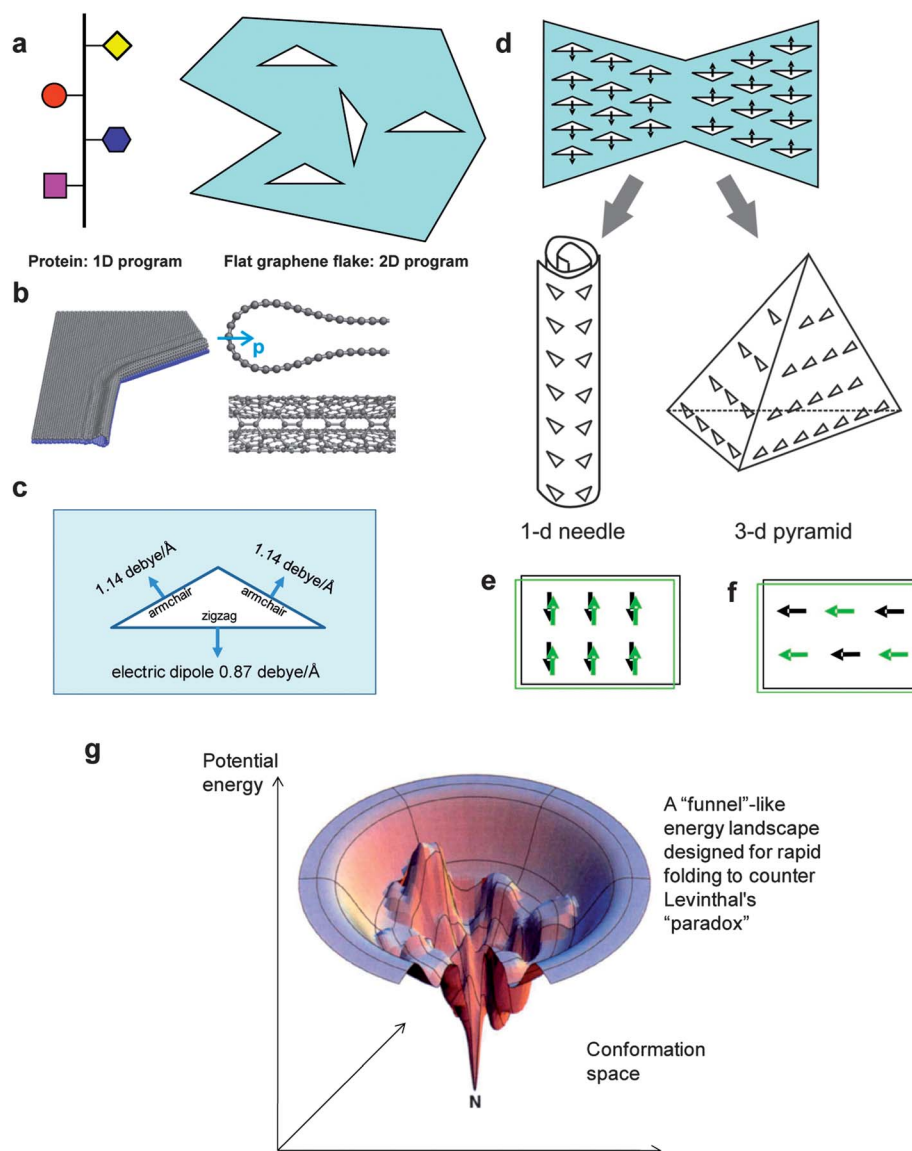 a
d
Protein: 1D program
Flat graphene flake: 2D program
b
p
c
1.14 debye/Å
1.14 debye/Å
armchair
armchair
zigzag
electric dipole 0.87 debye/Å
1-d needle
3-d pyramid
e
f
g
Potential
energy
A “funnel”-like
energy landscape
designed for rapid
folding to counter
Levinthal's
“paradox”
Conformation
space
N